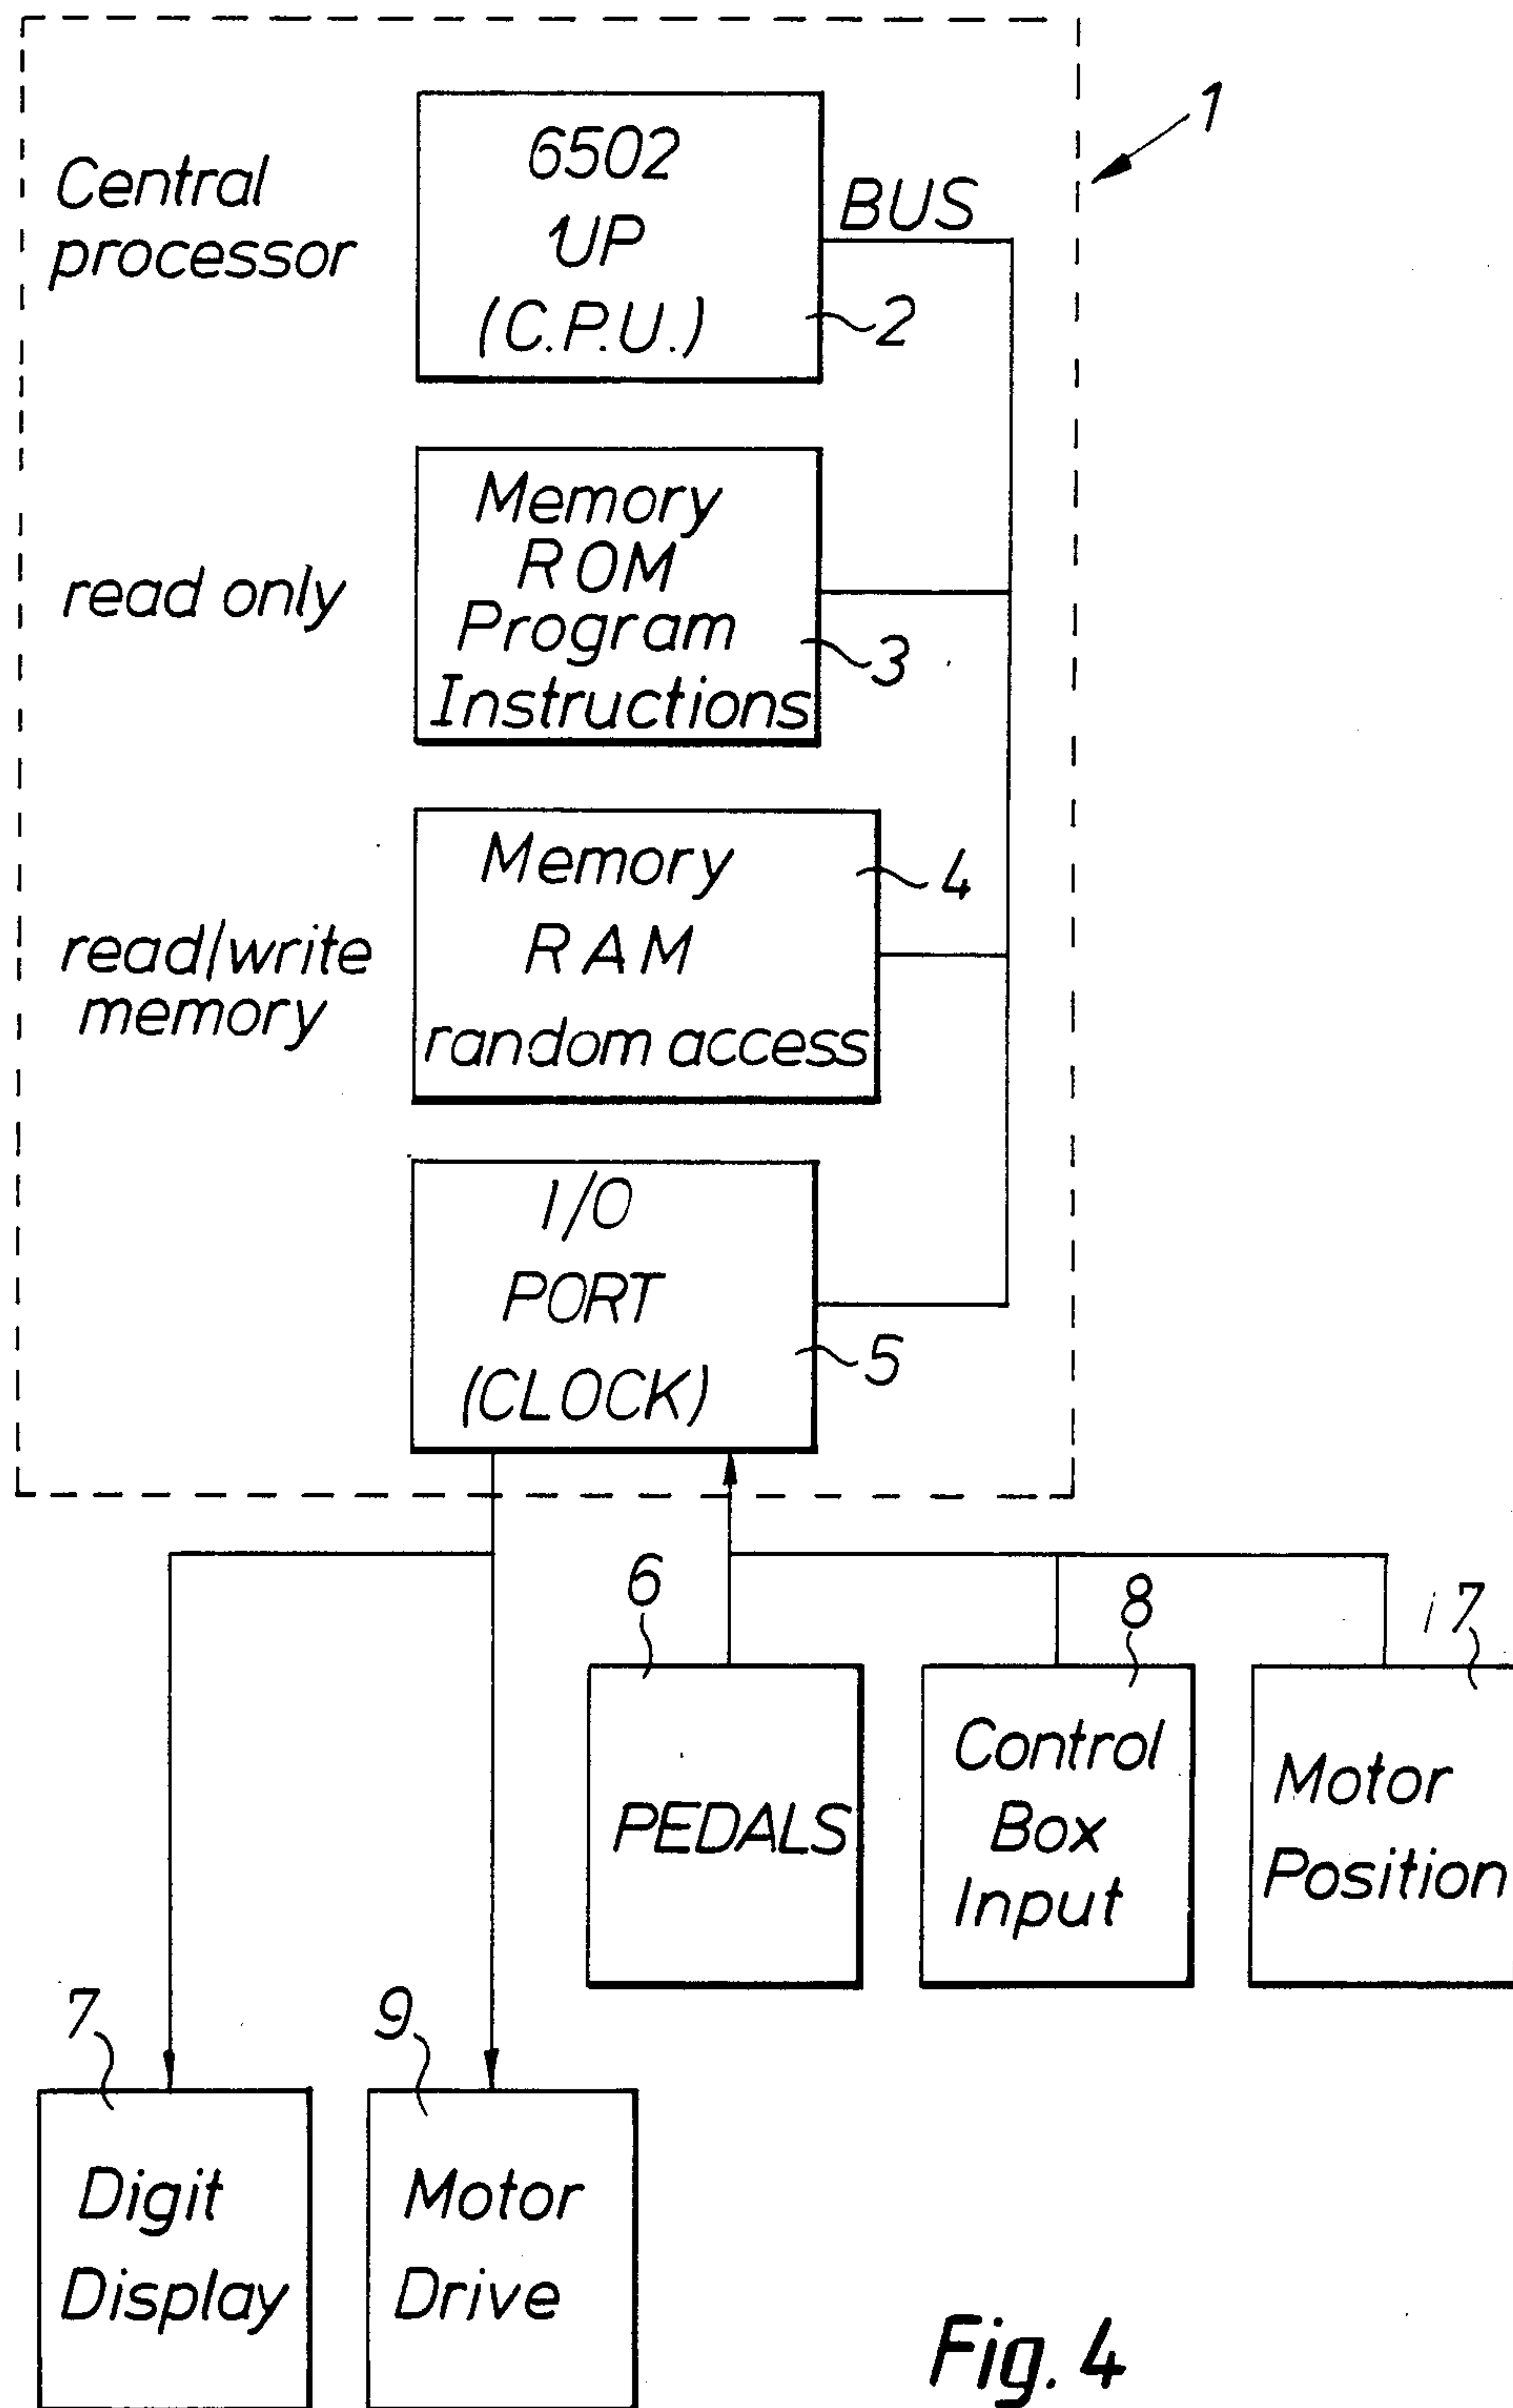 1
Central
processor
6502
UP
(C.P.U.)
BUS
2
read only
Memory
ROM
Program
Instructions
3
read/write
memory
Memory
RAM
random access
4
I/O
PORT
(CLOCK)
5
6
PEDALS
8
Control
Box
Input
17
Motor
Position
7
Digit
Display
9
Motor
Drive
Fig. 4